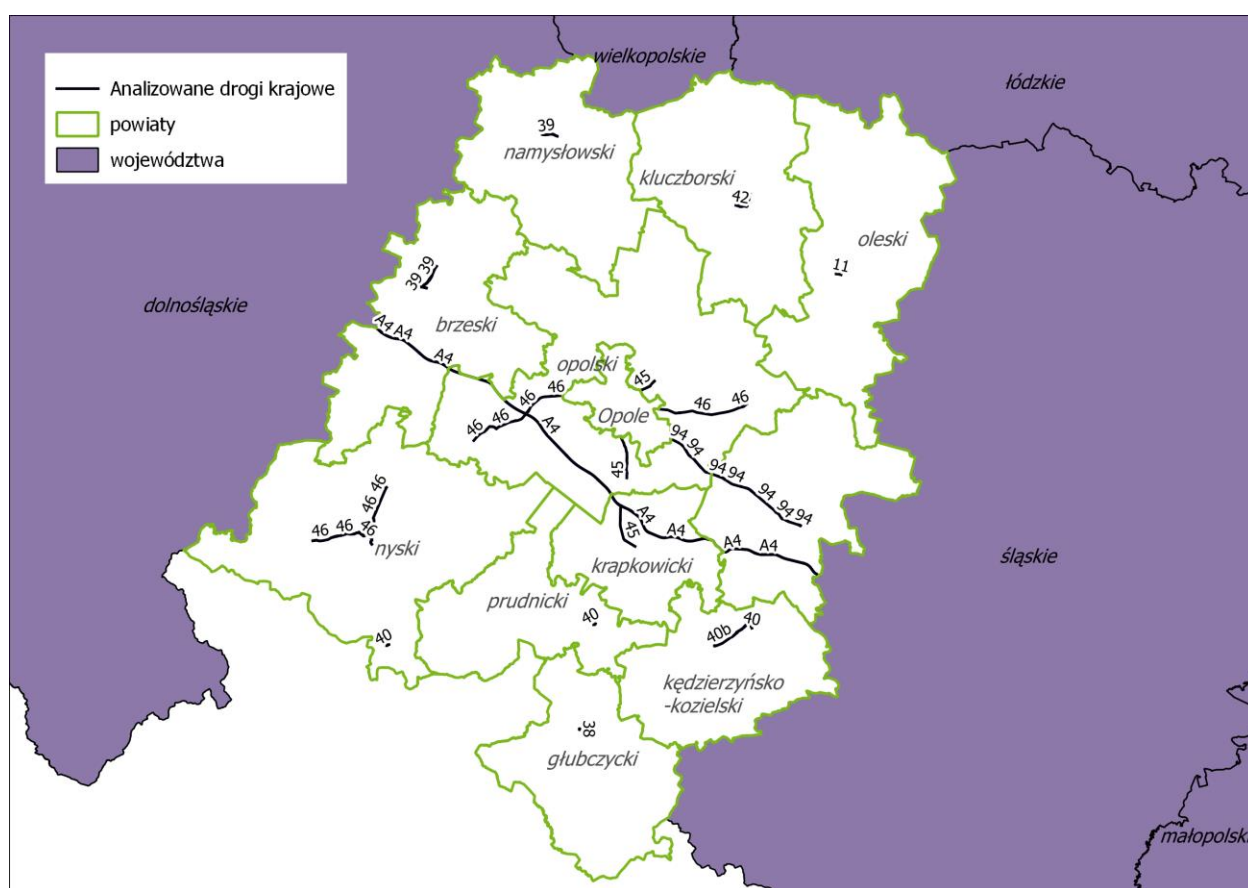 wielkopolskie
łódzkie
Analizowane drogi krajowe
powiaty
województwa
39
namysłowski
kluczborski
42
oleski
11
39 39
dolnośląskie
A4 A4
A4
brzeski
opolski
45
46
46
46
46
46 46
Opole
A4
94 94
45
94 94
94
94 94
46 46
46 46
46
nyski
A4
A4
45
A4
A4
krapkowicki
śląskie
prudnicki
40
40
40b
40
kędzierzyńsko
-kozielski
38
głubczycki
małopolski